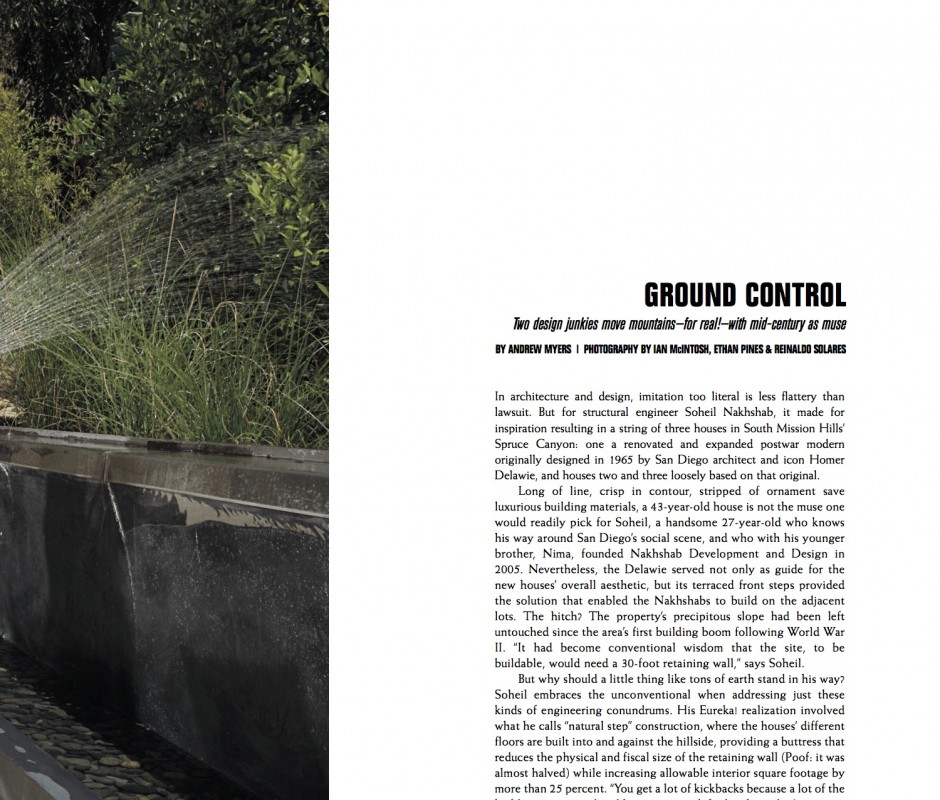 GROUND CONTROL
Two design junkies move mountains—for real!—with mid-century as muse
BY ANDREW MYERS | PHOTOGRAPHY BY IAN McINTOSH, ETHAN PINES & REINALDO SOLARES
In architecture and design, imitation too literal is less flattery than
lawsuit. But for structural engineer Soheil Nakhshab, it made for
inspiration resulting in a string of three houses in South Mission Hills'
Spruce Canyon: one a renovated and expanded postwar modern
originally designed in 1965 by San Diego architect and icon Homer
Delawie, and houses two and three loosely based on that original.
Long of line, crisp in contour, stripped of ornament save
luxurious building materials, a 43-year-old house is not the muse one
would readily pick for Soheil, a handsome 27-year-old who knows
his way around San Diego's social scene, and who with his younger
brother, Nima, founded Nakhshab Development and Design in
2005. Nevertheless, the Delawie served not only as guide for the
new houses' overall aesthetic, but its terraced front steps provided
the solution that enabled the Nakhshabs to build on the adjacent
lots. The hitch? The property's precipitous slope had been left
untouched since the area's first building boom following World War
II. "It had become conventional wisdom that the site, to be
buildable, would need a 30-foot retaining wall," says Soheil.
But why should a little thing like tons of earth stand in his way?
Soheil embraces the unconventional when addressing just these
kinds of engineering conundrums. His Eureka! realization involved
what he calls "natural step" construction, where the houses' different
floors are built into and against the hillside, providing a buttress that
reduces the physical and fiscal size of the retaining wall (Poof: it was
almost halved) while increasing allowable interior square footage by
more than 25 percent. "You get a lot of kickbacks because a lot of the